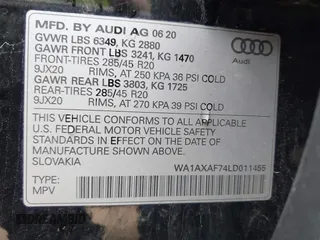 MFD. BY AUDI AG 06 20
GVWR LBS 6349, KG 2880
GAWR FRONT LBS 3241, KG 1470
FRONT-TIRES 285/45 R20
9JX20 RIMS, AT 250 KPA 36 PSI COLD
GAWR REAR LBS 3803, KG 1725
REAR-TIRES 285/45 R20
9JX20 RIMS, AT 270 KPA 39 PSI COLD
Audi
THIS VEHICLE CONFORMS TO ALL APPLICABLE
U.S. FEDERAL MOTOR VEHICLE SAFETY
STANDARDS IN EFFECT ON THE DATE OF
MANUFACTURE SHOWN ABOVE.
SLOVAKIA WA1AXAF74LD011455
TYPE:
MPV